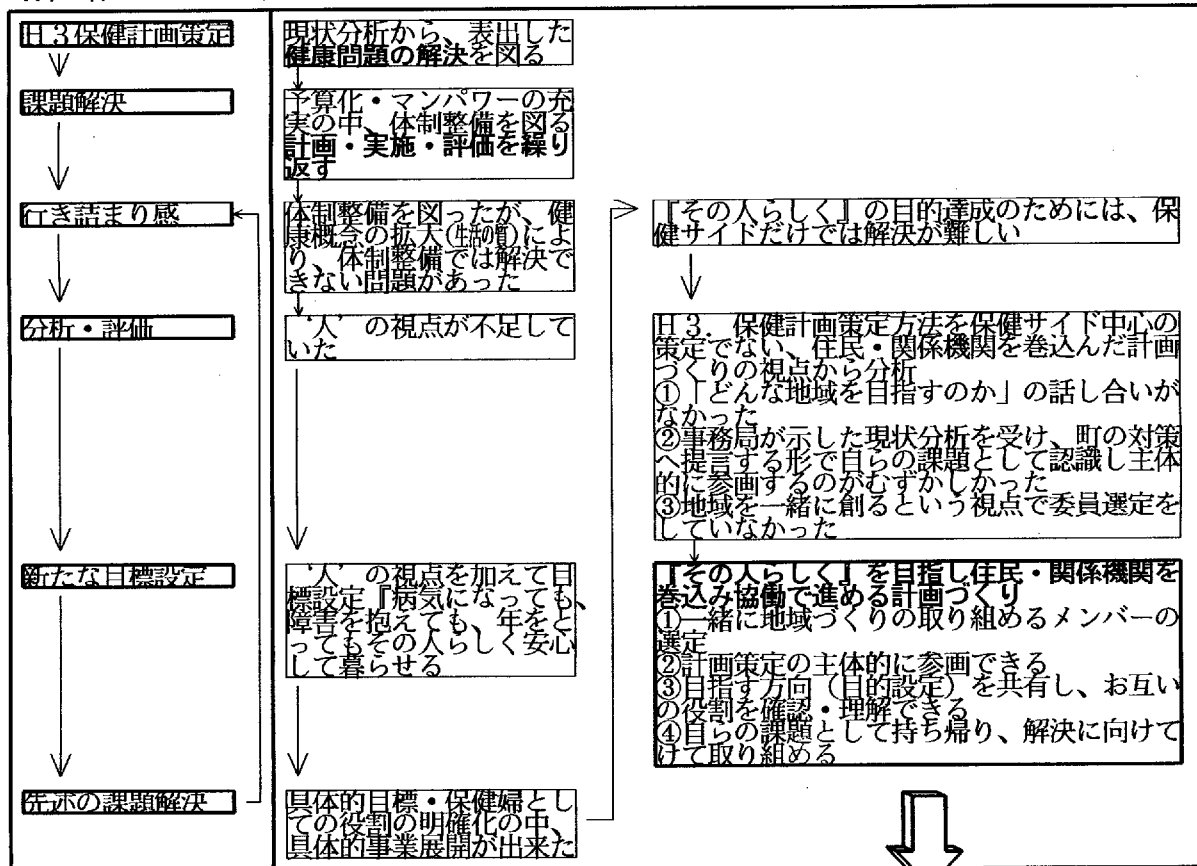 H3保健計画策定
課題解決
行き詰まり感
分析・評価
新たな目標設定
先述の課題解決
現状分析から、表出した
健康問題の解決を図る
予算化・マンパワーの充
実の中、体制整備を図る
計画・実施・評価を繰り
返す
体制整備を図ったが、健
康概念の拡大(生活の質)によ
り、体制整備では解決で
きない問題があった
‘人’の視点が不足して
いた
‘人’の視点を加えて目
標設定『病気になっても、
障害を抱えても、年をと
ってもその人らしく安心
して暮らせる
具体的目標・保健婦とし
ての役割の明確化の中、
具体的事業展開が出来た
『その人らしく』の目的達成のためには、保
健サイドだけでは解決が難しい
H3.保健計画策定方法を保健サイド中心の
策定でない、住民・関係機関を巻込んだ計画
づくりの視点から分析
①「どんな地域を目指すのか」の話し合いが
なかった
②事務局が示した現状分析を受け、町の対策
へ提言する形で自らの課題として認識し主体
的に参画するのがむずかしかった
③地域を一緒に創るという視点で委員選定を
していなかった
『その人らしく』を目指し住民・関係機関を
巻込み協働で進める計画づくり
①一緒に地域づくりの取り組めるメンバーの
選定
②計画策定の主体的に参画できる
③目指す方向(目的設定)を共有し、お互い
の役割を確認・理解できる
④自らの課題として持ち帰り、解決に向けて
けて取り組める